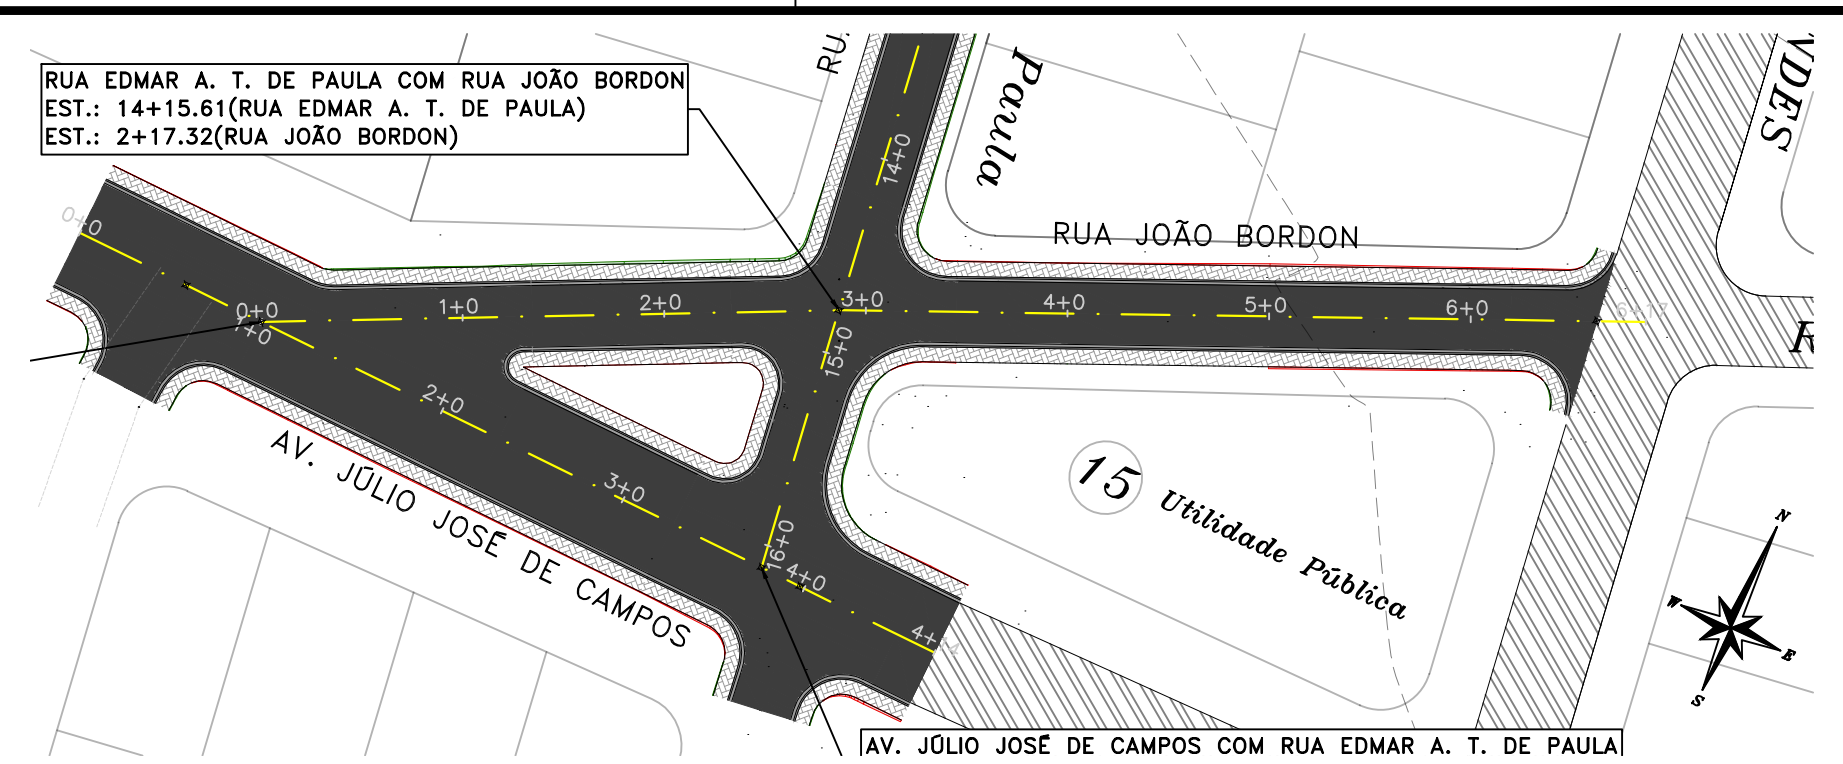 RUA EDMAR A. T. DE PAULA COM RUA JOÃO BORDON
EST.: 14+15.61(RUA EDMAR A. T. DE PAULA)
EST.: 2+17.32(RUA JOÃO BORDON)
Paula
14+0
RUA JOÃO BORDON
0+0
0+0
1+0
1+0
2+0
3+0
4+0
5+0
6+0
6+17
15+0
2+0
3+0
16+0
4+0
AV. JÚLIO JOSÉ DE CAMPOS
15
Utilidade Pública
N
W
E
S
AV. JÚLIO JOSÉ DE CAMPOS COM RUA EDMAR A. T. DE PAULA